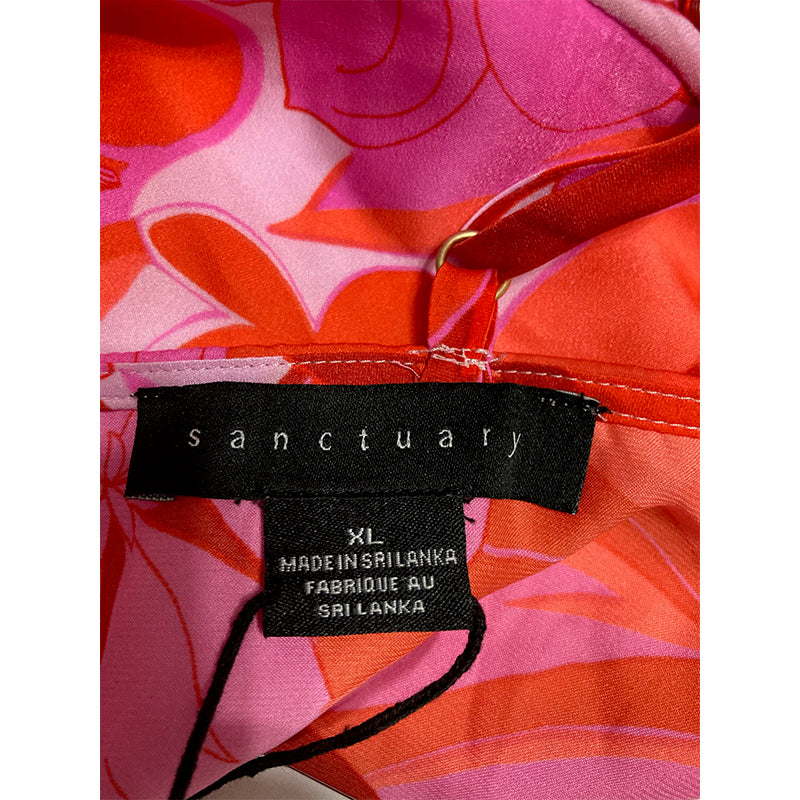 sanctuary
XL
MADE IN SRI LANKA
FABRIQUE AU
SRI LANKA